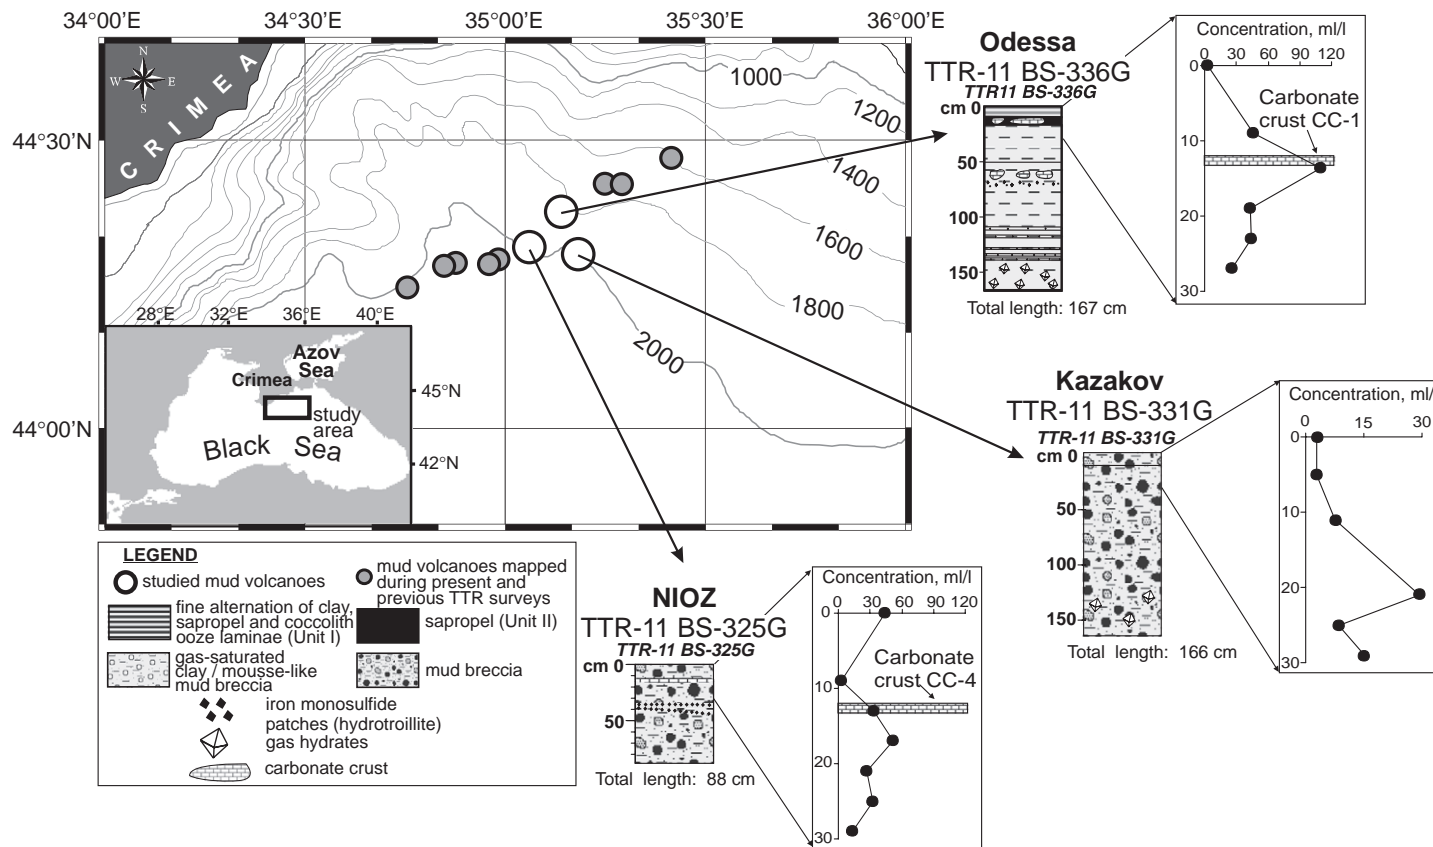 34°00'E
34°30'E
35°00'E
35°30'E
36°00'E
44°30'N
44°00'N
N
W
E
S
CRIMEA
1000
1200
1400
1600
1800
2000
28°E
32°E
36°E
40°E
45°N
42°N
Azov
Sea
Crimea
study
area
Black Sea
Odessa
TTR-11 BS-336G
TTR11 BS-336G
cm 0
50
100
150
Total length: 167 cm
Concentration, ml/l
0 30 60 90 120
0
10
20
30
Carbonate
crust CC-1
Kazakov
TTR-11 BS-331G
TTR-11 BS-331G
cm 0
50
100
150
Total length: 166 cm
Concentration, ml/
0 15 30
0
10
20
30
NIOZ
TTR-11 BS-325G
TTR-11 BS-325G
cm 0
50
Total length: 88 cm
Concentration, ml/l
0 30 60 90 120
0
10
20
30
Carbonate
crust CC-4
LEGEND
studied mud volcanoes
mud volcanoes mapped
during present and
previous TTR surveys
fine alternation of clay,
sapropel and coccolith
ooze laminae (Unit I)
sapropel (Unit II)
gas-saturated
clay / mousse-like
mud breccia
mud breccia
iron monosulfide
patches (hydrotroillite)
gas hydrates
carbonate crust